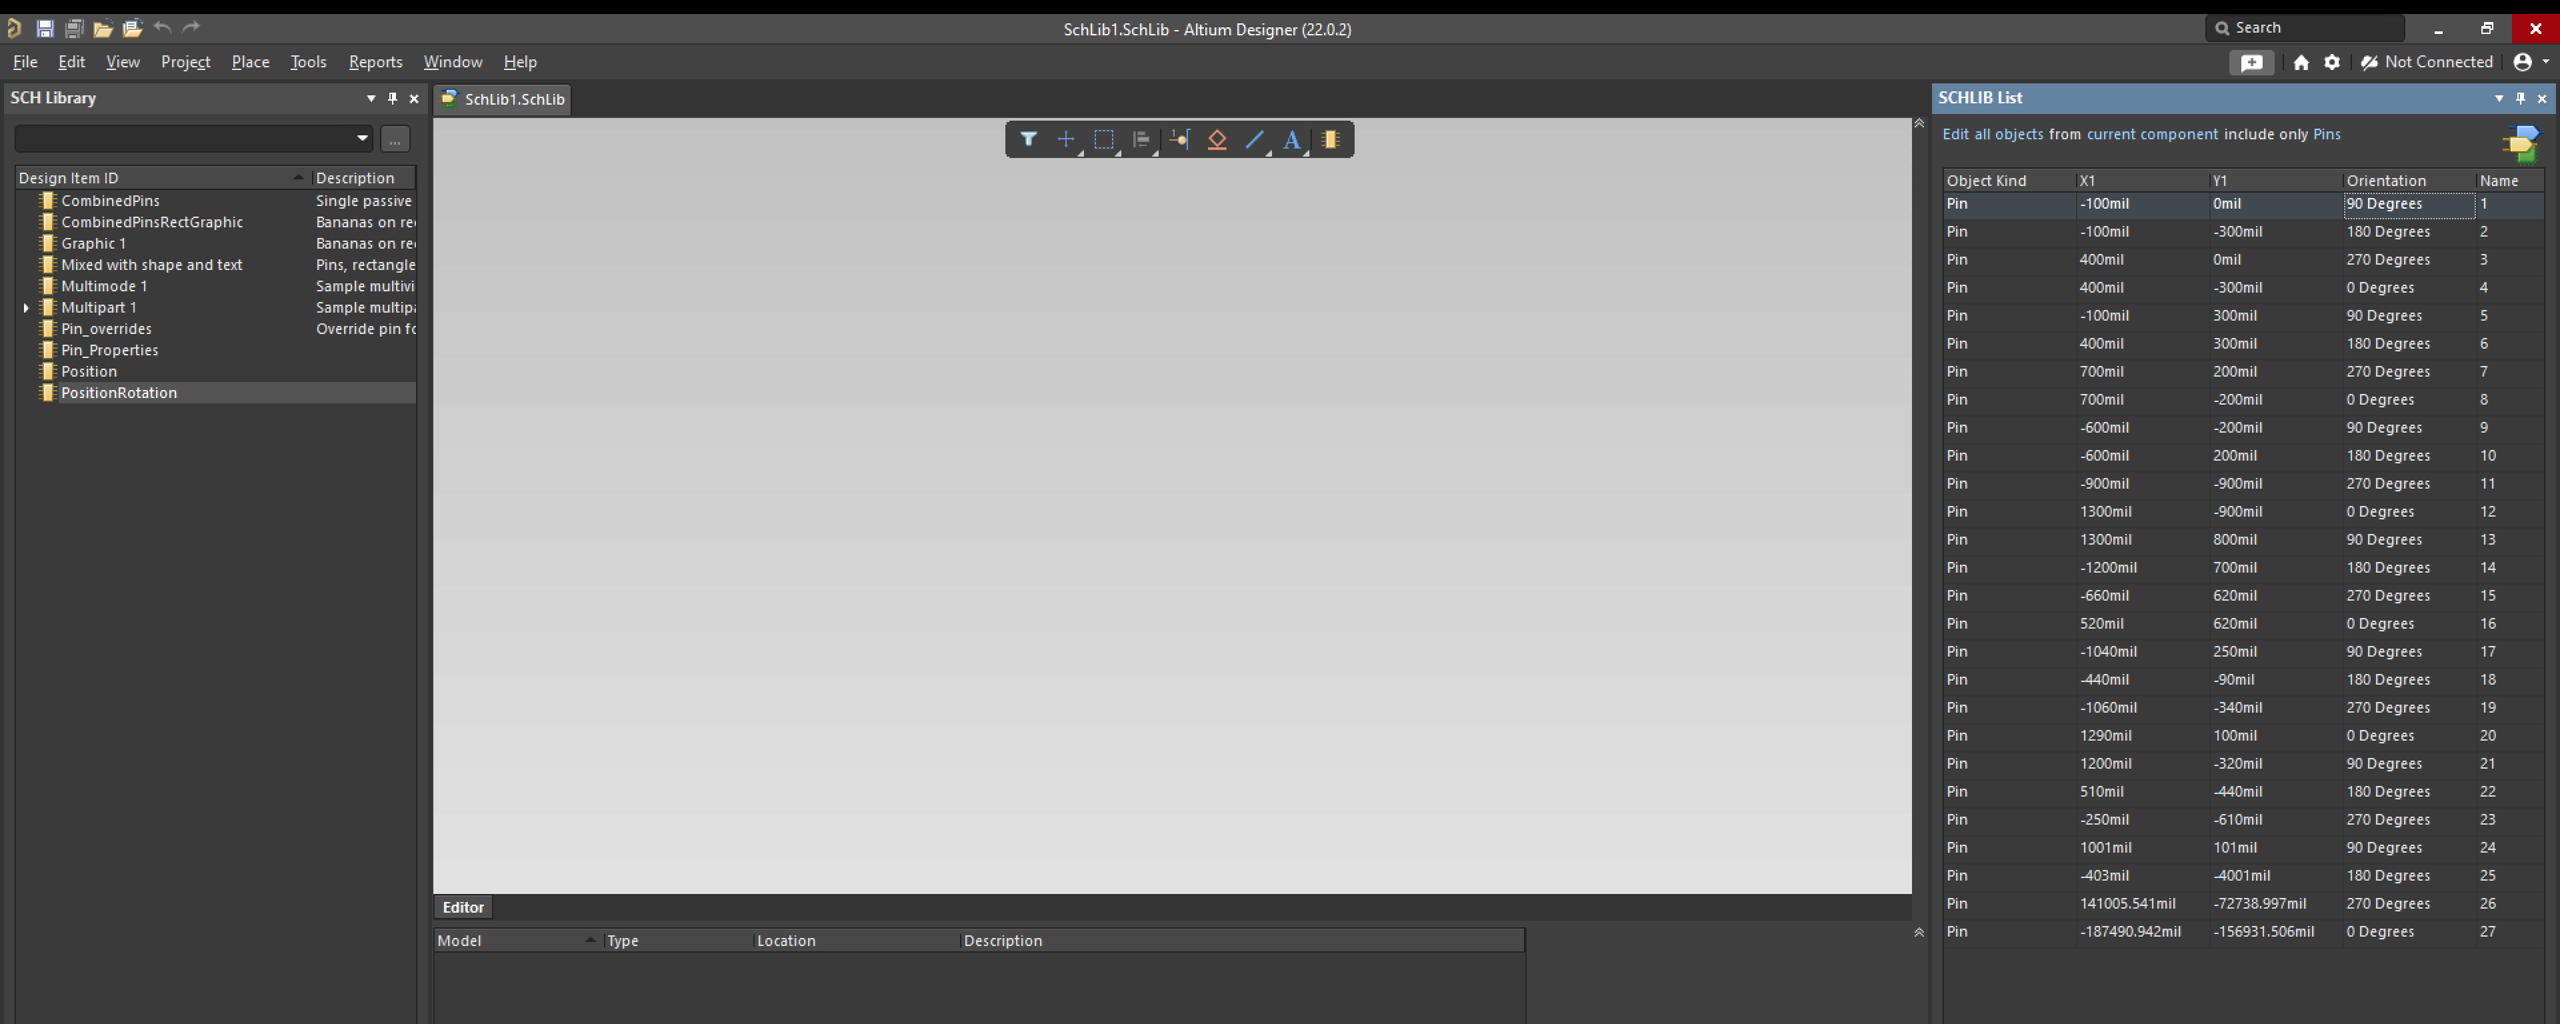 SchLib1.SchLib - Altium Designer (22.0.2)
Search
File Edit View Project Place Tools Reports Window Help
Not Connected
SCH Library
...
Design Item ID Description
CombinedPins Single passive
CombinedPinsRectGraphic Bananas on re
Graphic 1 Bananas on re
Mixed with shape and text Pins, rectangle
Multimode 1 Sample multivi
Multipart 1 Sample multip
Pin_overrides Override pin fo
Pin_Properties
Position
PositionRotation
SchLib1.SchLib
A
Editor
Model Type Location Description
SCHLIB List
Edit all objects from current component include only Pins
Object Kind X1 Y1 Orientation Name
Pin -100mil 0mil 90 Degrees 1
Pin -100mil -300mil 180 Degrees 2
Pin 400mil 0mil 270 Degrees 3
Pin 400mil -300mil 0 Degrees 4
Pin -100mil 300mil 90 Degrees 5
Pin 400mil 300mil 180 Degrees 6
Pin 700mil 200mil 270 Degrees 7
Pin 700mil -200mil 0 Degrees 8
Pin -600mil -200mil 90 Degrees 9
Pin -600mil 200mil 180 Degrees 10
Pin -900mil -900mil 270 Degrees 11
Pin 1300mil -900mil 0 Degrees 12
Pin 1300mil 800mil 90 Degrees 13
Pin -1200mil 700mil 180 Degrees 14
Pin -660mil 620mil 270 Degrees 15
Pin 520mil 620mil 0 Degrees 16
Pin -1040mil 250mil 90 Degrees 17
Pin -440mil -90mil 180 Degrees 18
Pin -1060mil -340mil 270 Degrees 19
Pin 1290mil 100mil 0 Degrees 20
Pin 1200mil -320mil 90 Degrees 21
Pin 510mil -440mil 180 Degrees 22
Pin -250mil -610mil 270 Degrees 23
Pin 1001mil 101mil 90 Degrees 24
Pin -403mil -4001mil 180 Degrees 25
Pin 141005.541mil -72738.997mil 270 Degrees 26
Pin -187490.942mil -156931.506mil 0 Degrees 27